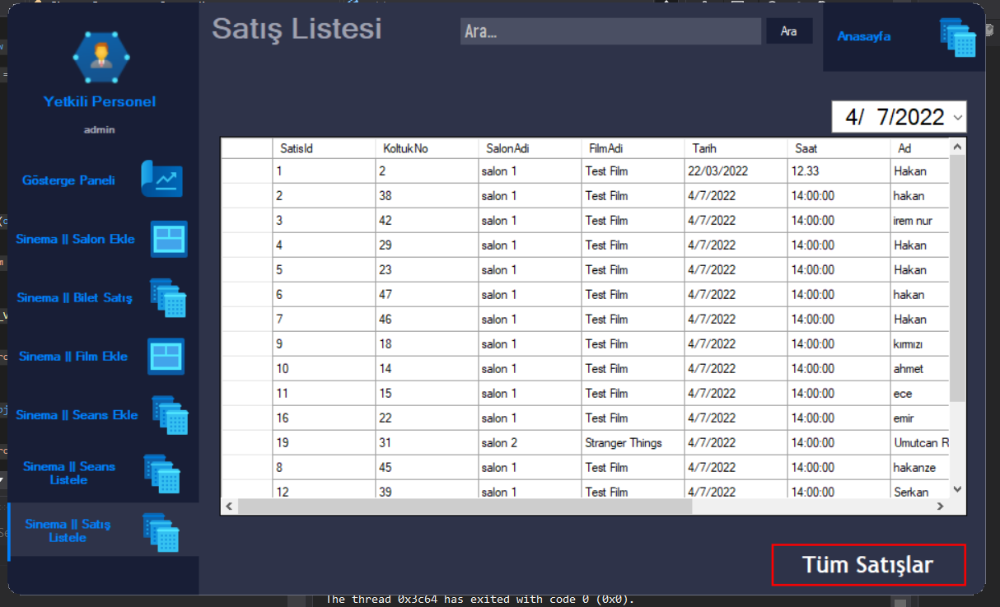 Satış Listesi
Ara...
Ara
Anasayfa
Yetkili Personel
admin
Gösterge Paneli
Sinema || Salon Ekle
Sinema || Bilet Satış
Sinema || Film Ekle
Sinema || Seans Ekle
Sinema || Seans
Listele
Sinema || Satış
Listele
4/ 7/2022
SatisId KoltukNo SalonAdi FilmAdi Tarih Saat Ad
1 2 salon 1 Test Film 22/03/2022 12.33 Hakan
2 38 salon 1 Test Film 4/7/2022 14:00:00 hakan
3 42 salon 1 Test Film 4/7/2022 14:00:00 irem nur
4 29 salon 1 Test Film 4/7/2022 14:00:00 Hakan
5 23 salon 1 Test Film 4/7/2022 14:00:00 Hakan
6 47 salon 1 Test Film 4/7/2022 14:00:00 hakan
7 46 salon 1 Test Film 4/7/2022 14:00:00 Hakan
9 18 salon 1 Test Film 4/7/2022 14:00:00 kırmızı
10 14 salon 1 Test Film 4/7/2022 14:00:00 ahmet
11 15 salon 1 Test Film 4/7/2022 14:00:00 ece
16 22 salon 1 Test Film 4/7/2022 14:00:00 emir
19 31 salon 2 Stranger Things 4/7/2022 14:00:00 Umutcan R
8 45 salon 1 Test Film 4/7/2022 14:00:00 hakanze
12 39 salon 1 Test Film 4/7/2022 14:00:00 Serkan
Tüm Satışlar
The thread 0x3c64 has exited with code 0 (0x0).